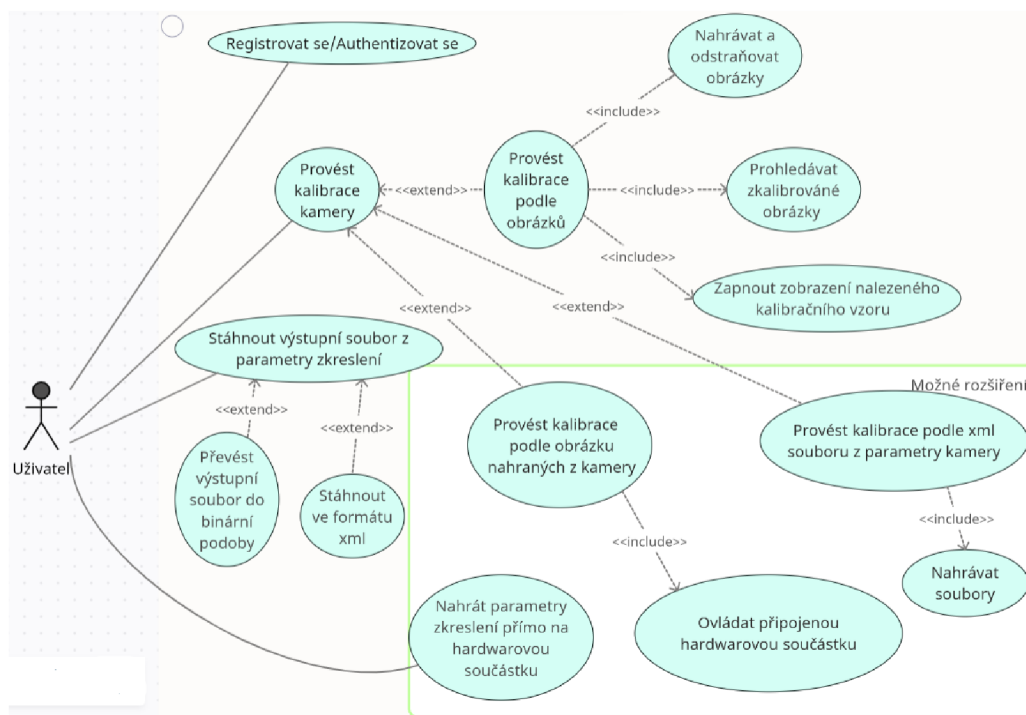 Registrovat se/Authentizovat se
Nahrávat a
odstraňovat
obrázky
<<include>>
Provést
kalibrace
kamery
<<extend>>
Provést
kalibrace
podle
obrázků
<<include>>
Prohledávat
zkalibrováné
obrázky
<<include>>
Zapnout zobrazení nalezeného
kalibračního vzoru
<<extend>>
<<extend>>
Stáhnout výstupní soubor z
parametry zkreslení
Možné rozšíření
<<extend>>
<<extend>>
Uživatel
Převést
výstupní
soubor do
binární
podoby
Stáhnout
ve formátu
xml
Provést kalibrace
podle obrázku
nahraných z kamery
Provést kalibrace podle xml
souboru z parametry kamery
<<include>>
<<include>>
Nahrávat
soubory
Nahrát parametry
zkreslení přímo na
hardwarovou
součástku
Ovládat připojenou
hardwarovou součástku